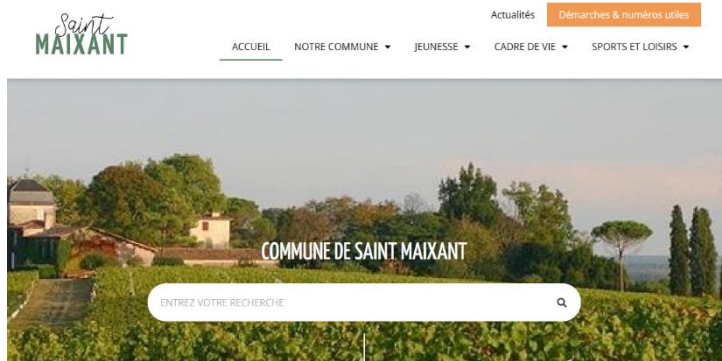 Actualités
Démarches & numéros utiles
Saint
MAIXANT
ACCUEIL
NOTRE COMMUNE
JEUNESSE
CADRE DE VIE
SPORTS ET LOISIRS
COMMUNE DE SAINT MAIXANT
ENTREZ VOTRE RECHERCHE